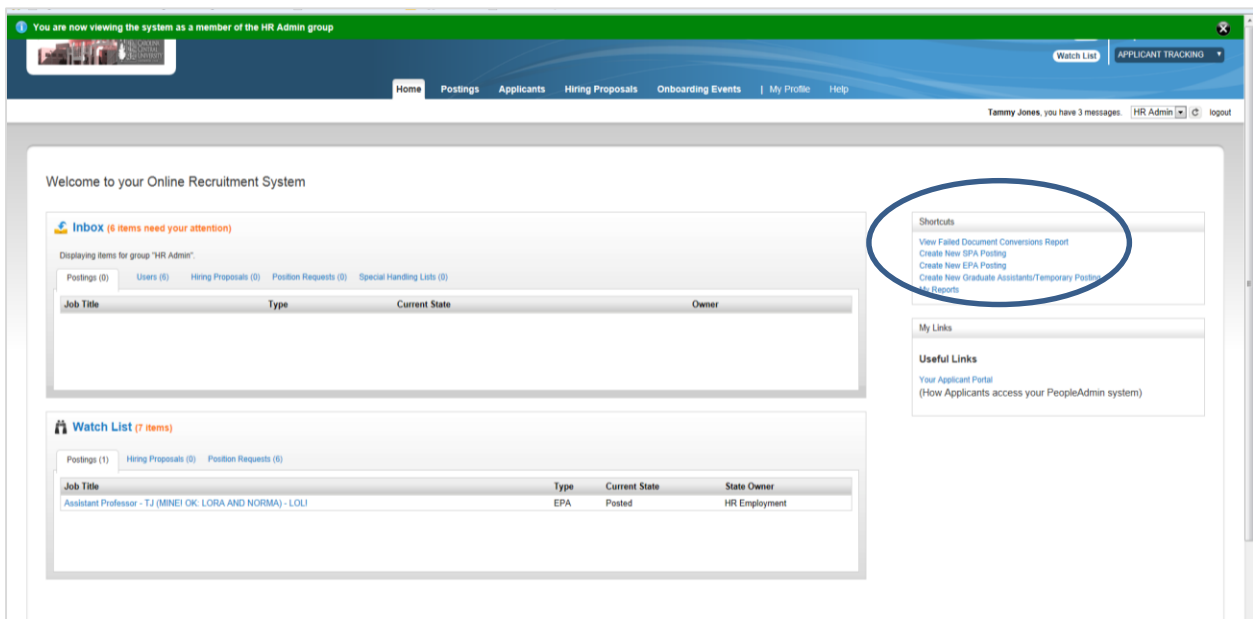 You are now viewing the system as a member of the HR Admin group
CENTRAL
UNIVERSITY
Watch List APPLICANT TRACKING
Home Postings Applicants Hiring Proposals Onboarding Events | My Profile Help
Tammy Jones, you have 3 messages. HR Admin logout
Welcome to your Online Recruitment System
Inbox (6 items need your attention)
Displaying items for group "HR Admin".
Postings (0) Users (6) Hiring Proposals (0) Position Requests (0) Special Handling Lists (0)
Job Title Type Current State Owner
Watch List (7 items)
Postings (1) Hiring Proposals (0) Position Requests (6)
Job Title Type Current State State Owner
Assistant Professor - TJ (MINE! OK: LORA AND NORMA) - LOL! EPA Posted HR Employment
Shortcuts
View Failed Document Conversions Report
Create New SPA Posting
Create New EPA Posting
Create New Graduate Assistants/Temporary Posting
My Reports
My Links
Useful Links
Your Applicant Portal
(How Applicants access your PeopleAdmin system)